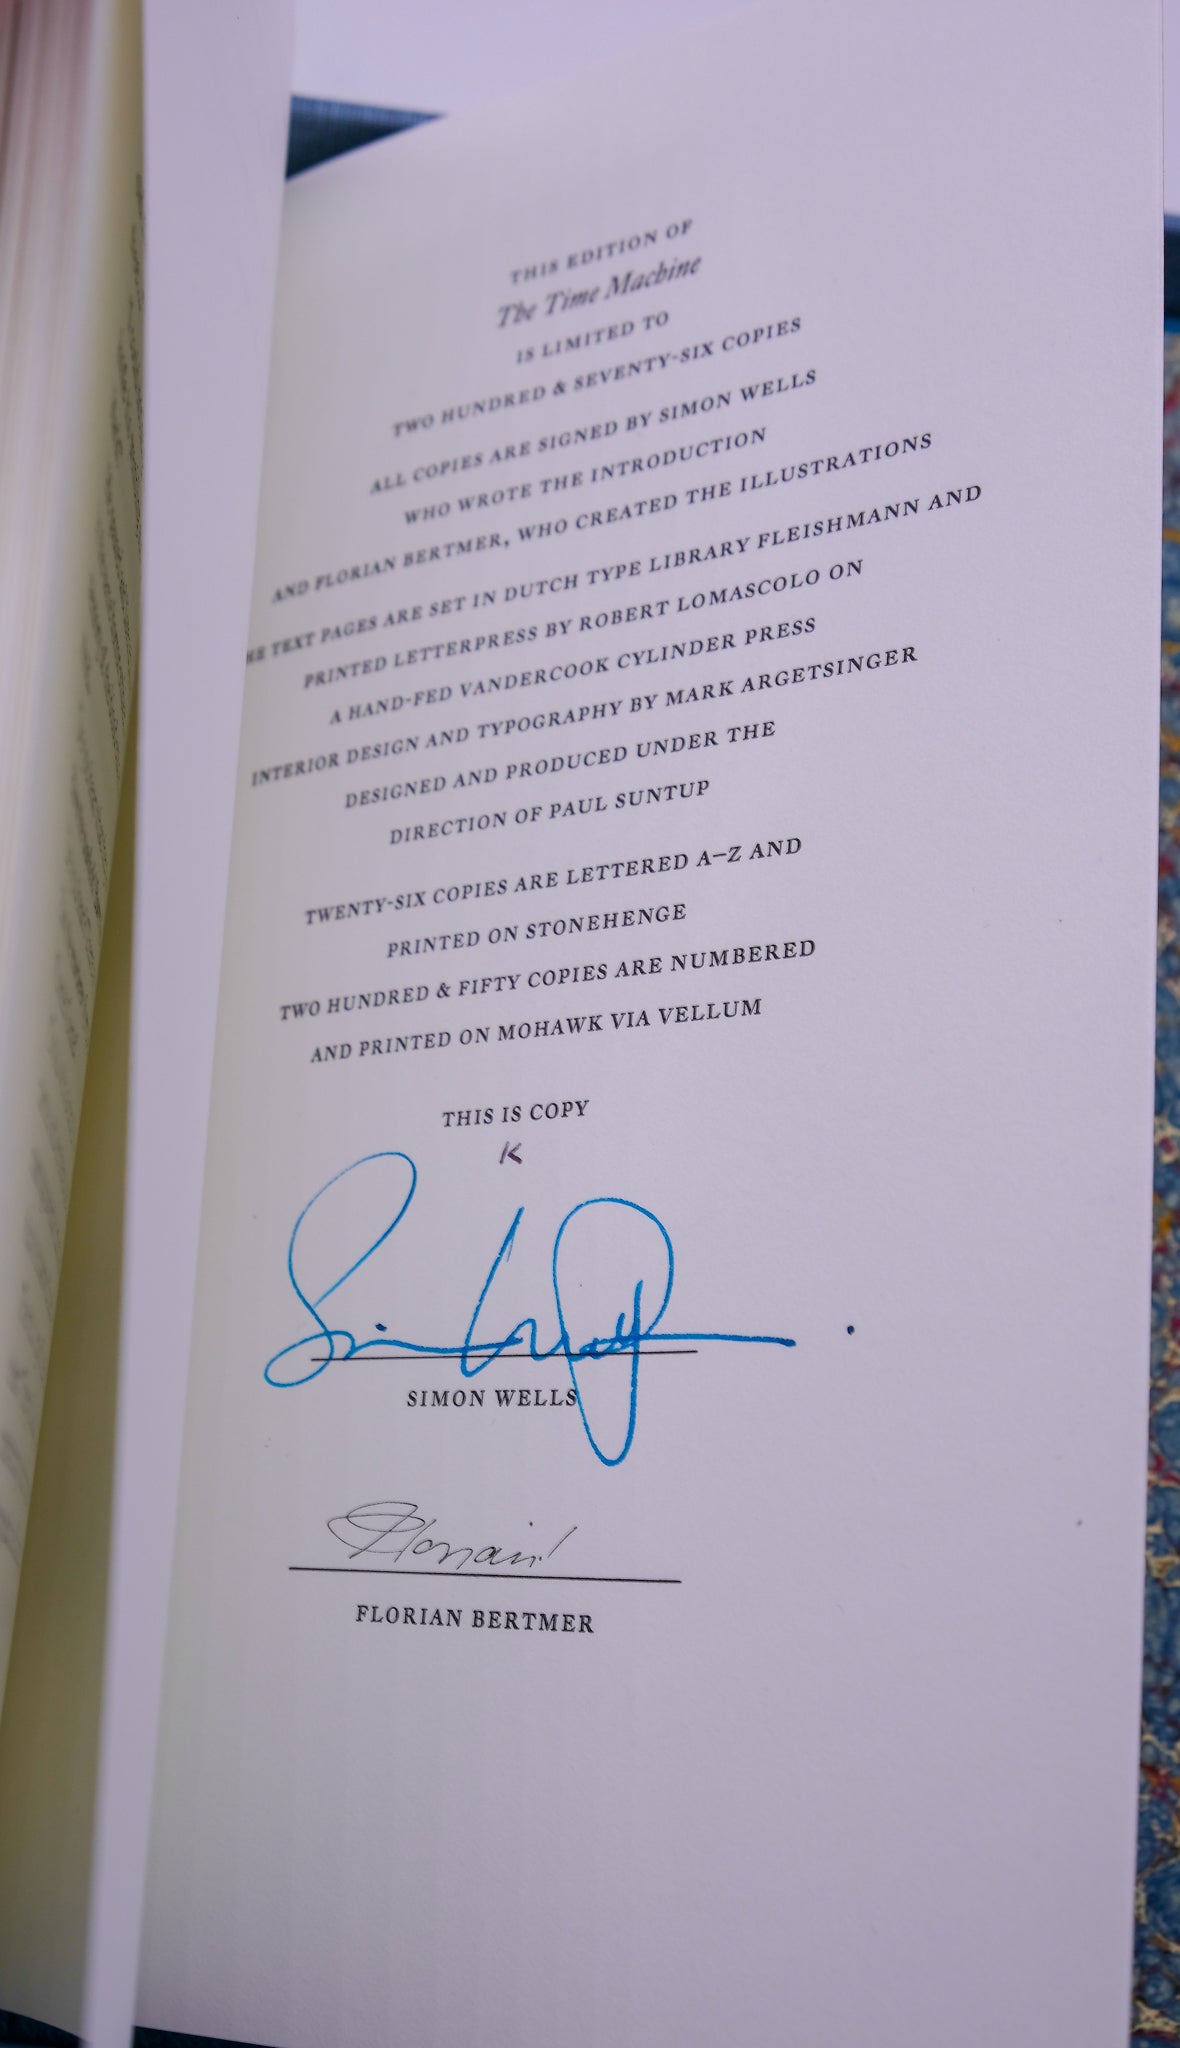 THIS EDITION OF
The Time Machine
IS LIMITED TO
TWO HUNDRED & SEVENTY-SIX COPIES
ALL COPIES ARE SIGNED BY SIMON WELLS
WHO WROTE THE INTRODUCTION
AND FLORIAN BERTMER, WHO CREATED THE ILLUSTRATIONS
HE TEXT PAGES ARE SET IN DUTCH TYPE LIBRARY FLEISHMANN AND
PRINTED LETTERPRESS BY ROBERT LOMASCOLO ON
A HAND-FED VANDERCOOK CYLINDER PRESS
INTERIOR DESIGN AND TYPOGRAPHY BY MARK ARGETSINGER
DESIGNED AND PRODUCED UNDER THE
DIRECTION OF PAUL SUNTUP
TWENTY-SIX COPIES ARE LETTERED A–Z AND
PRINTED ON STONEHENGE
TWO HUNDRED & FIFTY COPIES ARE NUMBERED
AND PRINTED ON MOHAWK VIA VELLUM
THIS IS COPY
K
SIMON WELLS
FLORIAN BERTMER